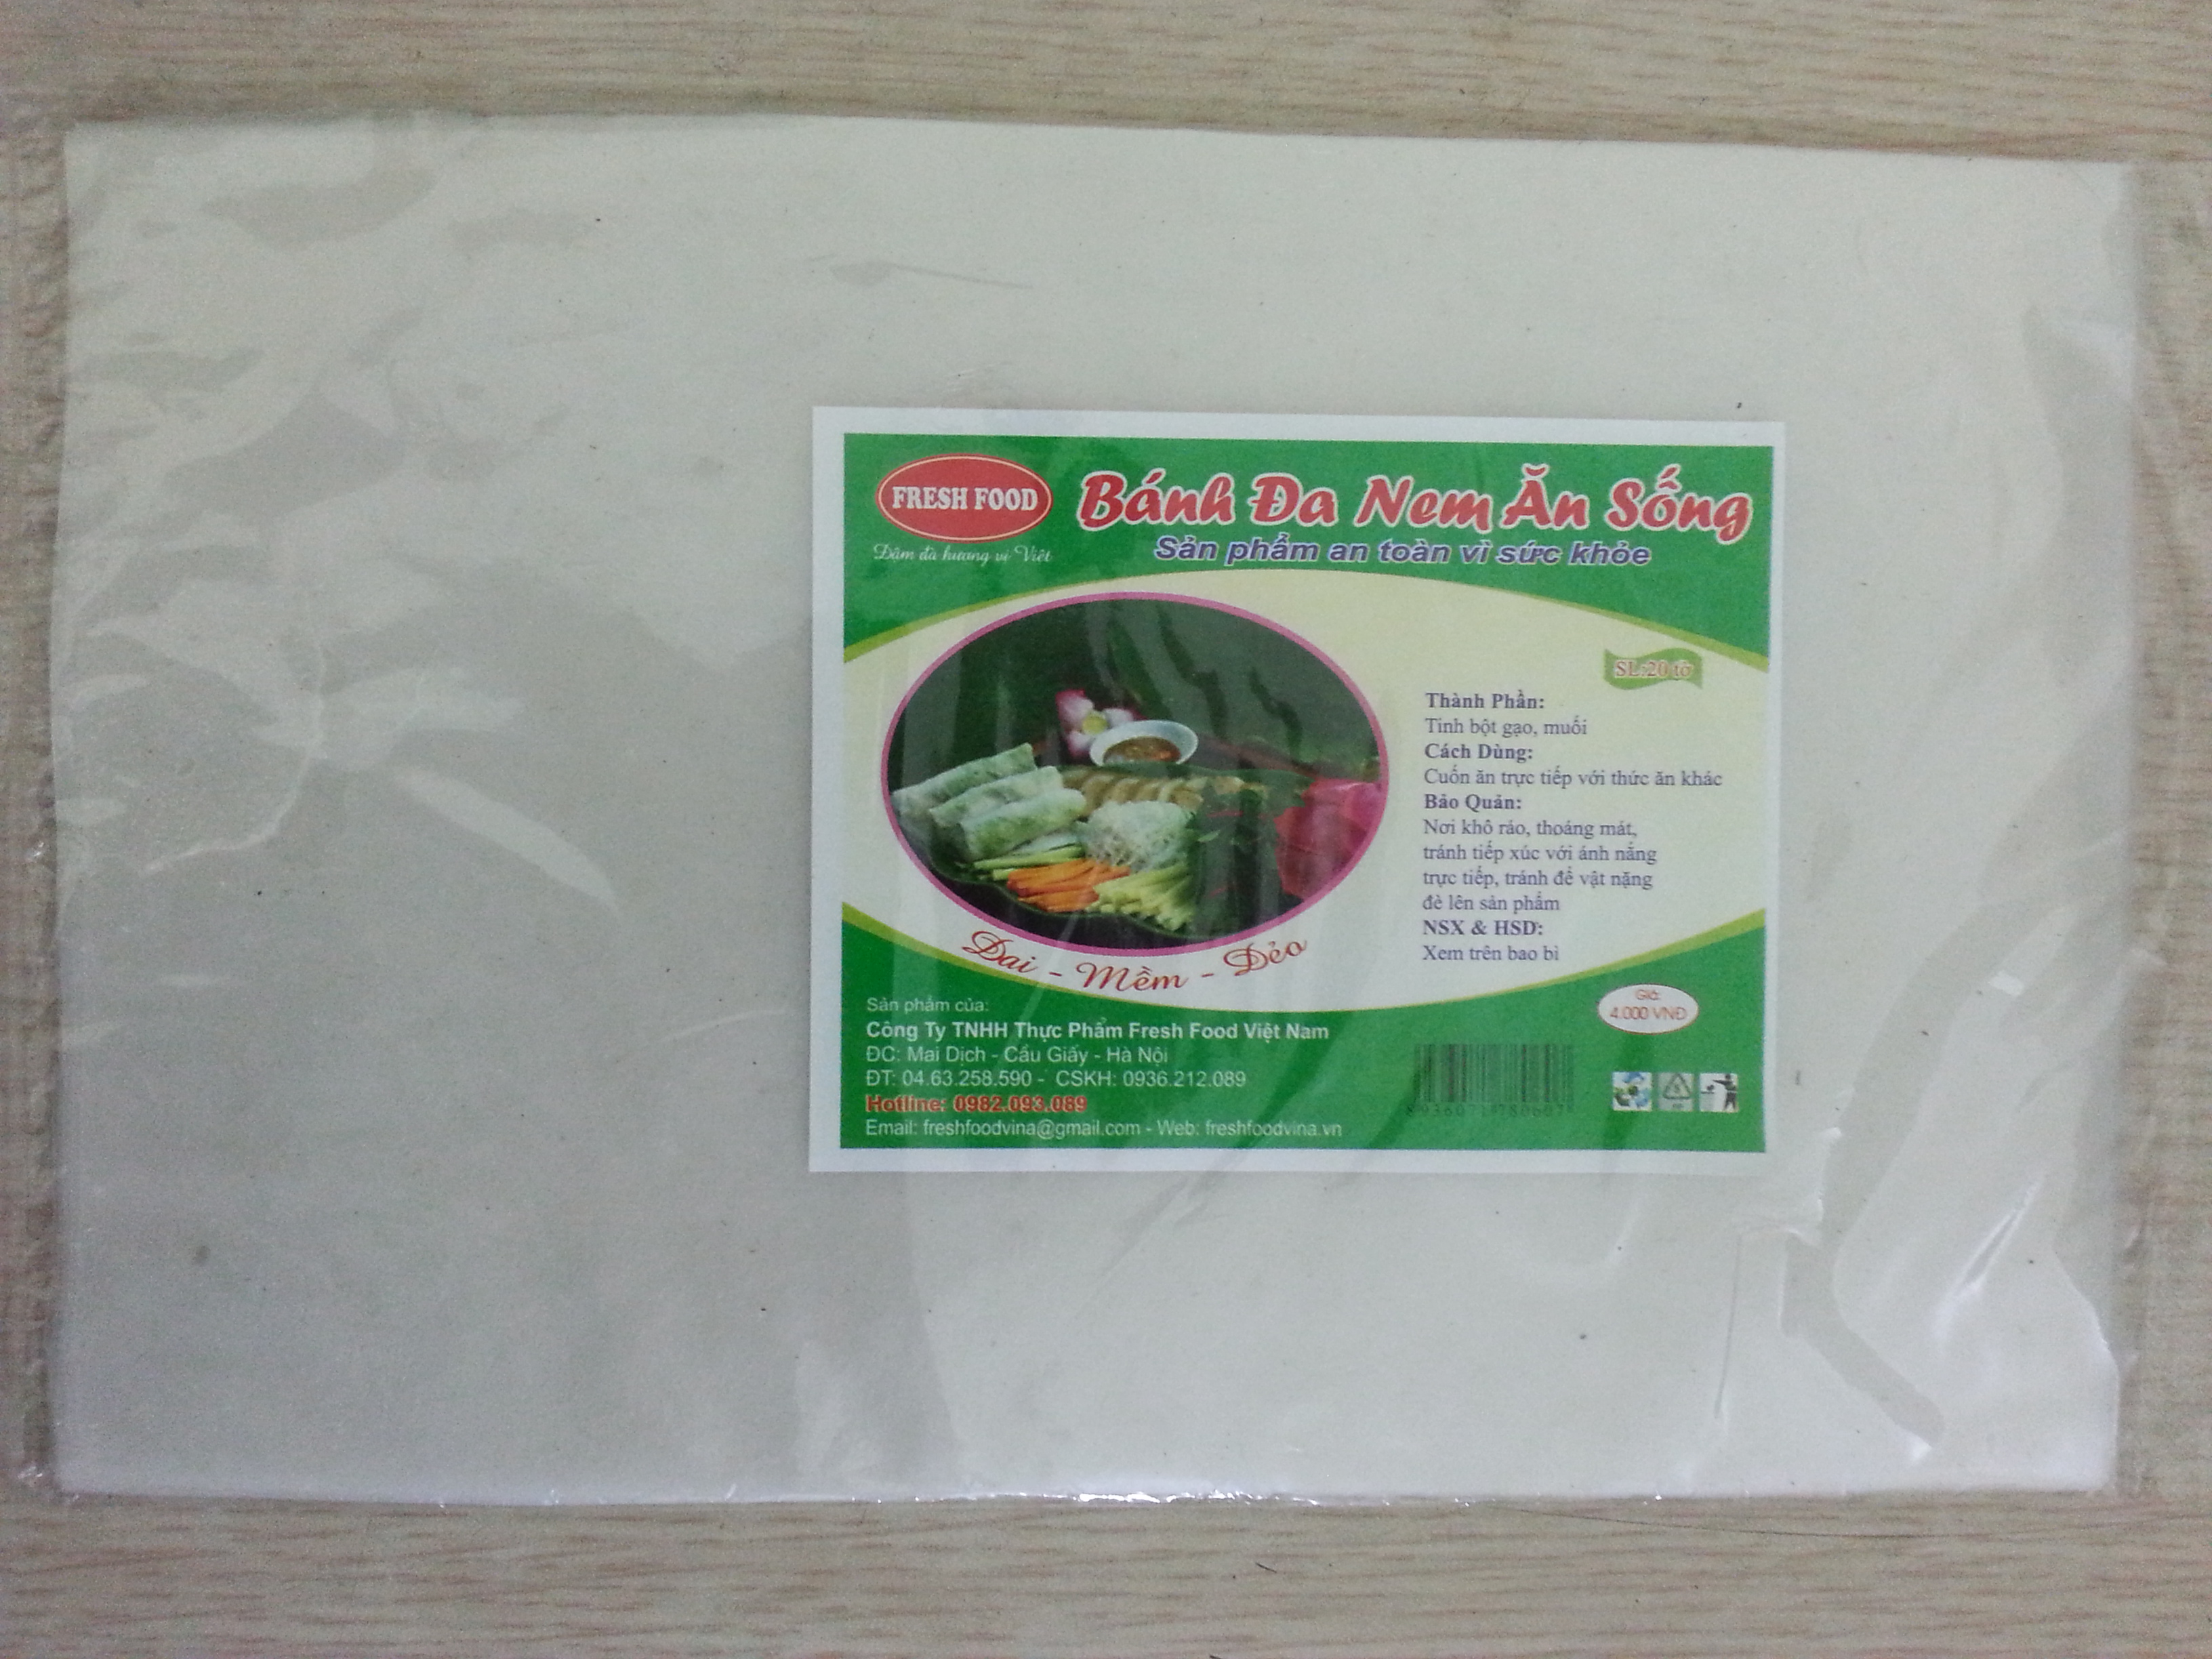 FRESH FOOD
Đậm đà hương vị Việt
Bánh Đa Nem Ăn Sống
Sản phẩm an toàn vì sức khỏe
SL:20 tờ
Thành Phần:
Tinh bột gạo, muối
Cách Dùng:
Cuốn ăn trực tiếp với thức ăn khác
Bảo Quản:
Nơi khô ráo, thoáng mát,
tránh tiếp xúc với ánh nắng
trực tiếp, tránh để vật nặng
đè lên sản phẩm
NSX & HSD:
Xem trên bao bì
Dai - Mềm - Dẻo
Sản phẩm của:
Công Ty TNHH Thực Phẩm Fresh Food Việt Nam
ĐC: Mai Dịch - Cầu Giấy - Hà Nội
ĐT: 04.63.258.590 - CSKH: 0936.212.089
Hotline: 0982.093.089
Email: freshfoodvina@gmail.com - Web: freshfoodvina.vn
Giá:
4.000 VNĐ